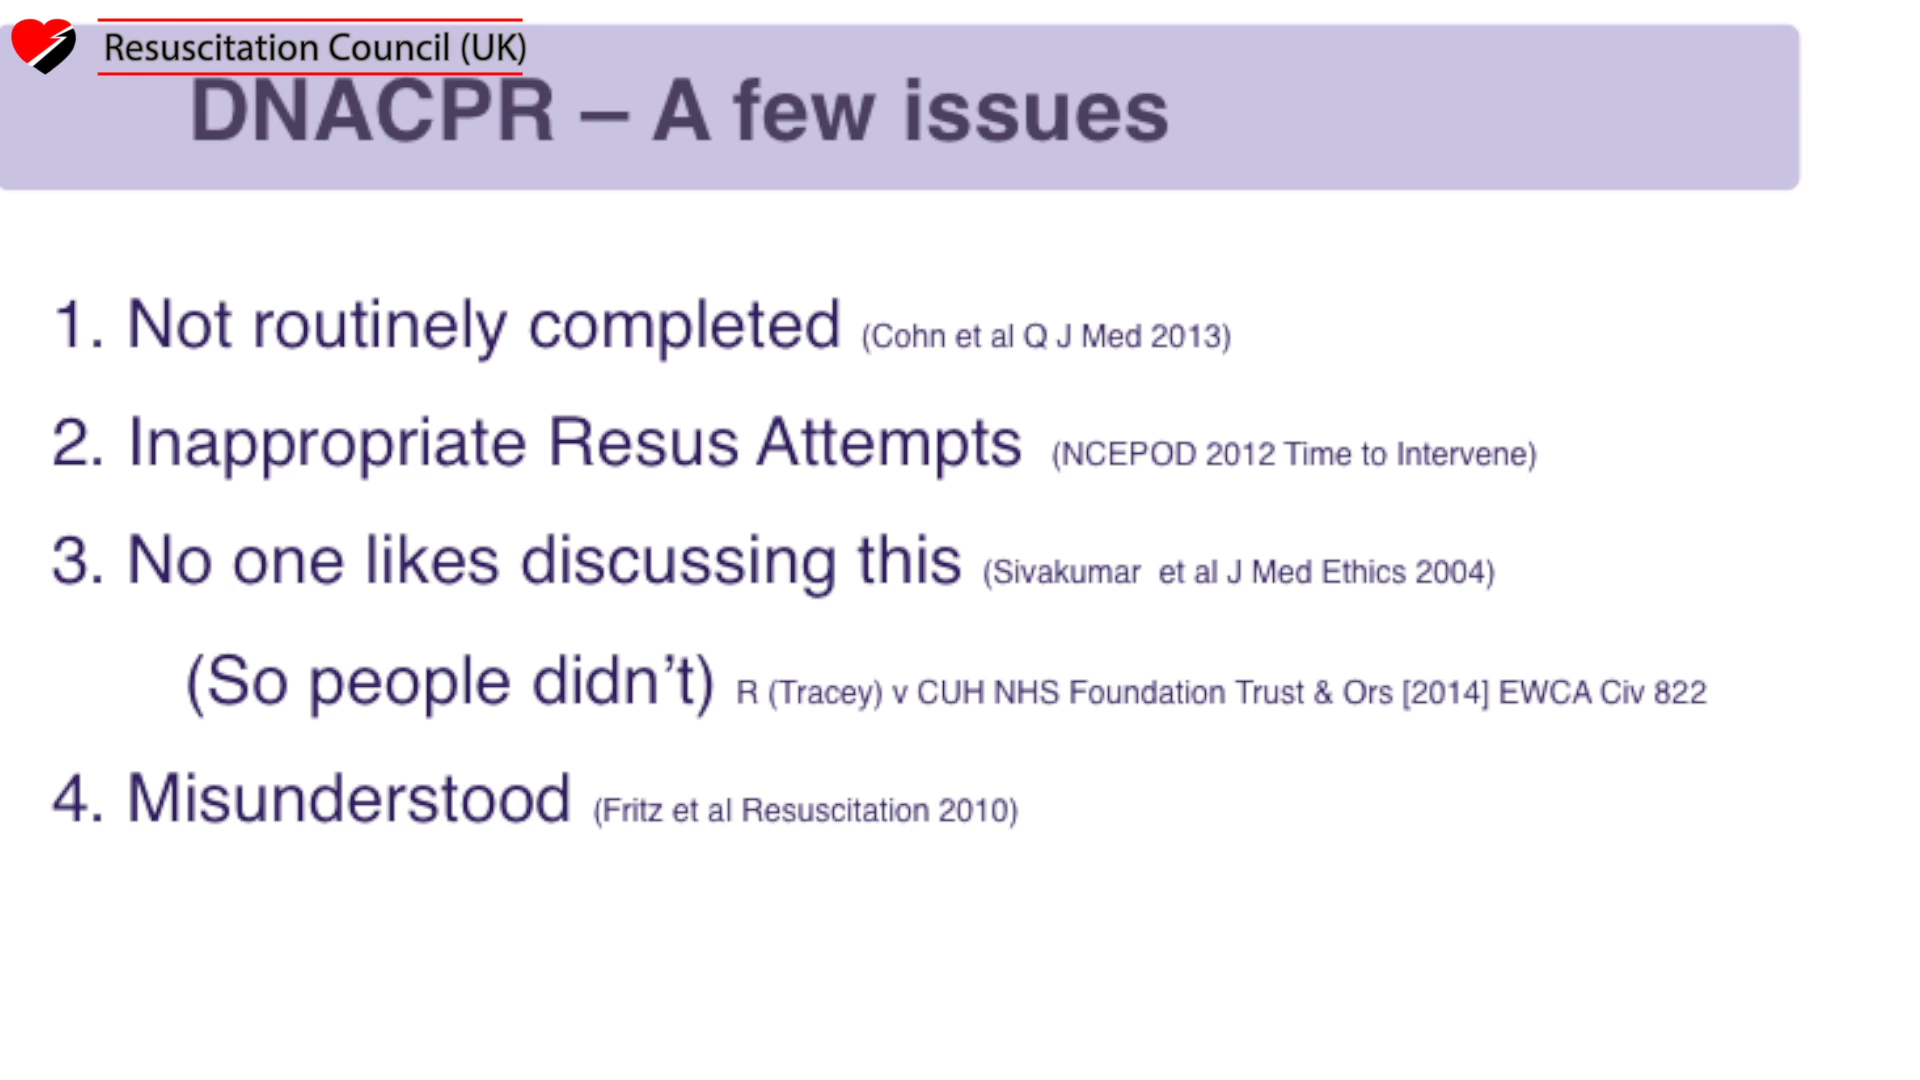 Resuscitation Council (UK)
DNACPR – A few issues
1. Not routinely completed (Cohn et al Q J Med 2013)
2. Inappropriate Resus Attempts (NCEPOD 2012 Time to Intervene)
3. No one likes discussing this (Sivakumar et al J Med Ethics 2004)
(So people didn’t) R (Tracey) v CUH NHS Foundation Trust & Ors [2014] EWCA Civ 822
4. Misunderstood (Fritz et al Resuscitation 2010)